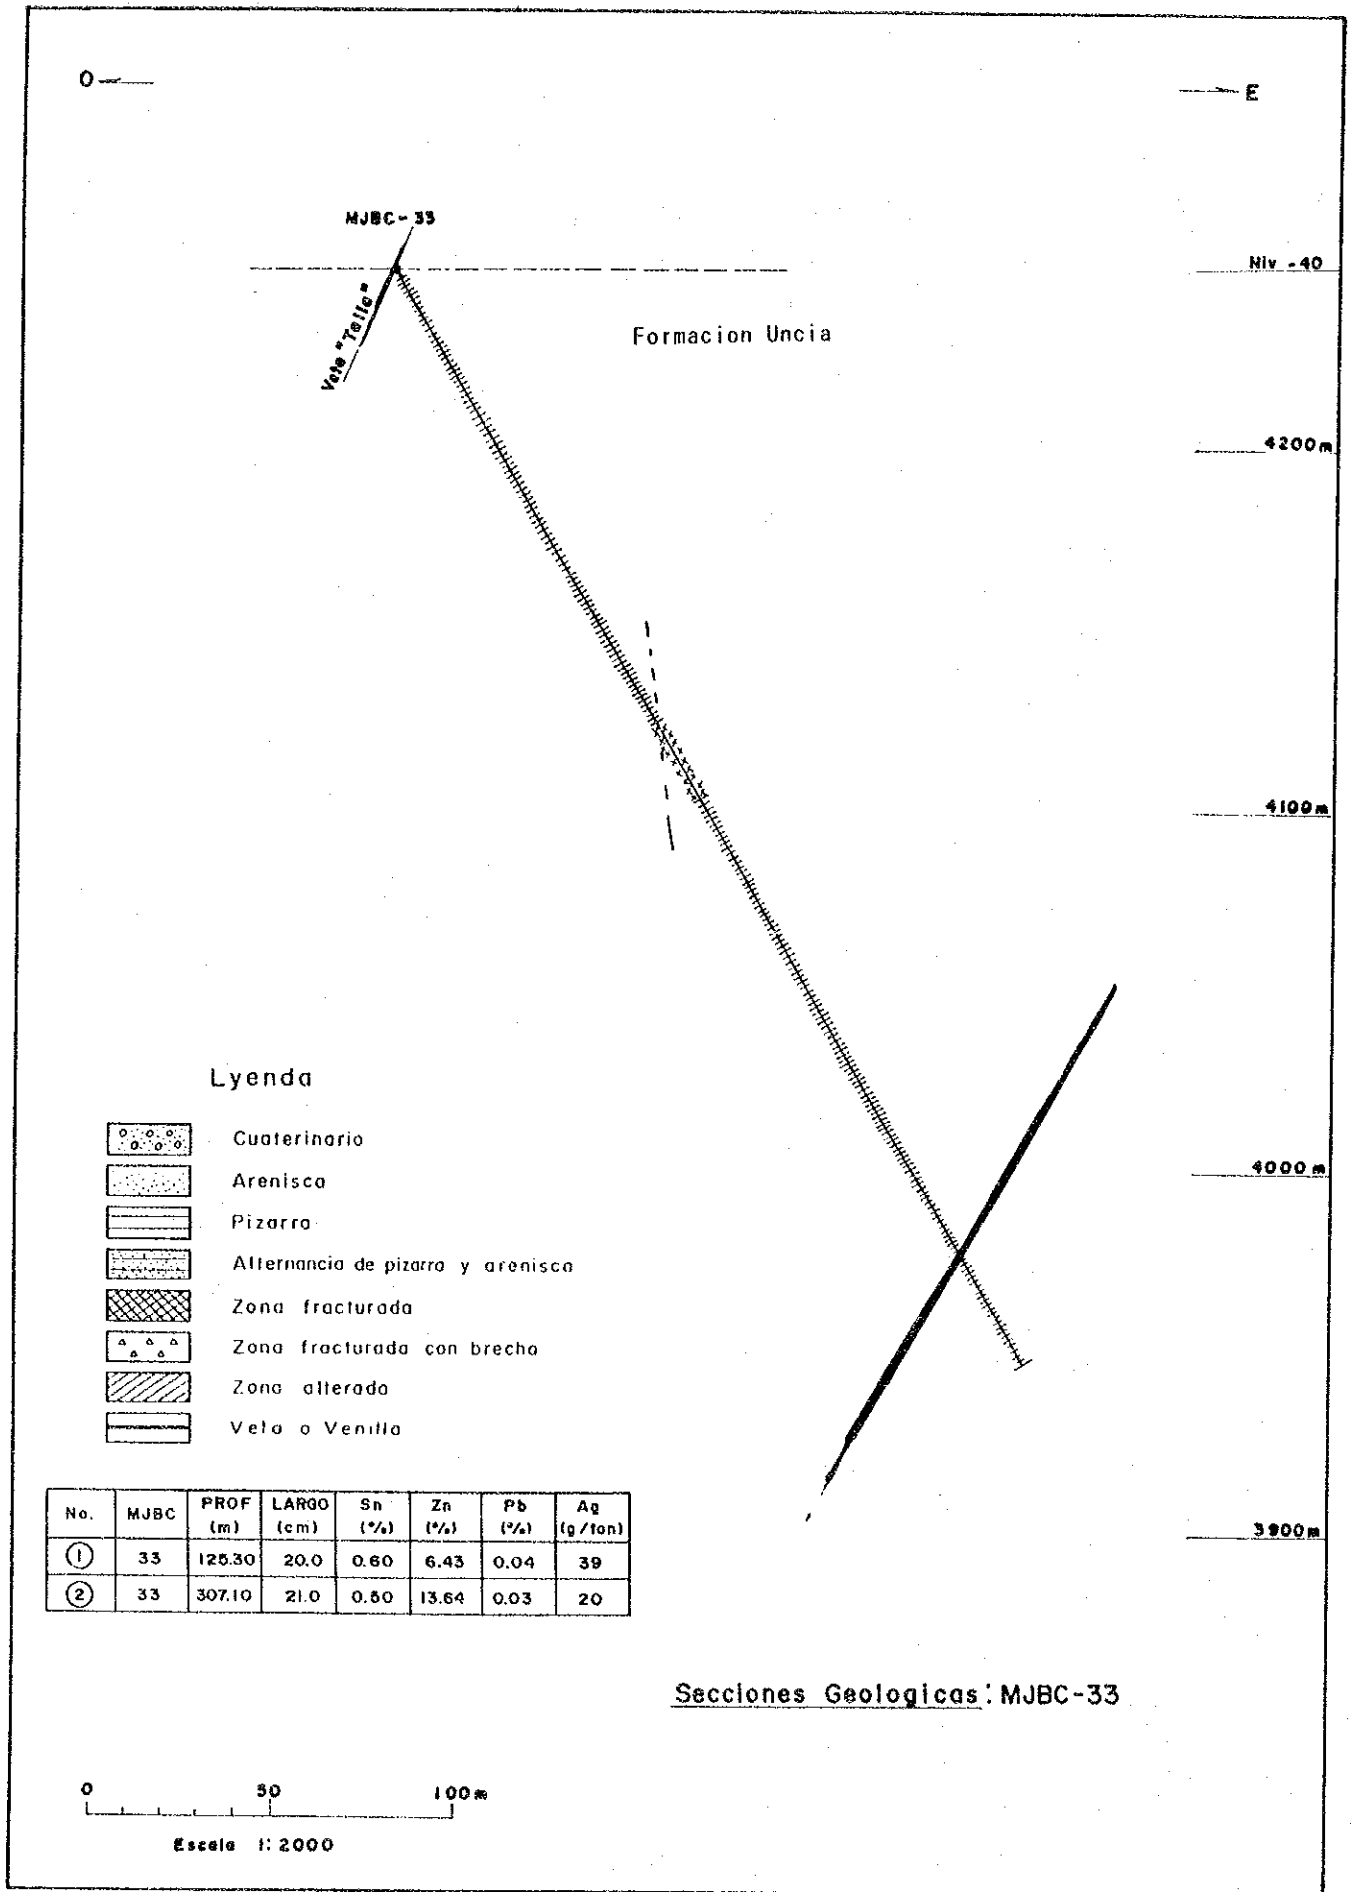 O
E
MJBC-33
Niv -40
Veta "Talla"
Formacion Uncia
4200m
4100m
4000m
3900m
Lyenda
Cuaterinario
Arenisca
Pizarra
Alternancia de pizarra y arenisca
Zona fracturada
Zona fracturada con brecha
Zona alterada
Veta o Venilla
No. MJBC PROF (m) LARGO (cm) Sn (%) Zn (%) Pb (%) Ag (g/ton)
① 33 125.30 20.0 0.60 6.43 0.04 39
② 33 307.10 21.0 0.50 13.64 0.03 20
Secciones Geologicas: MJBC-33
0 50 100m
Escala 1:2000